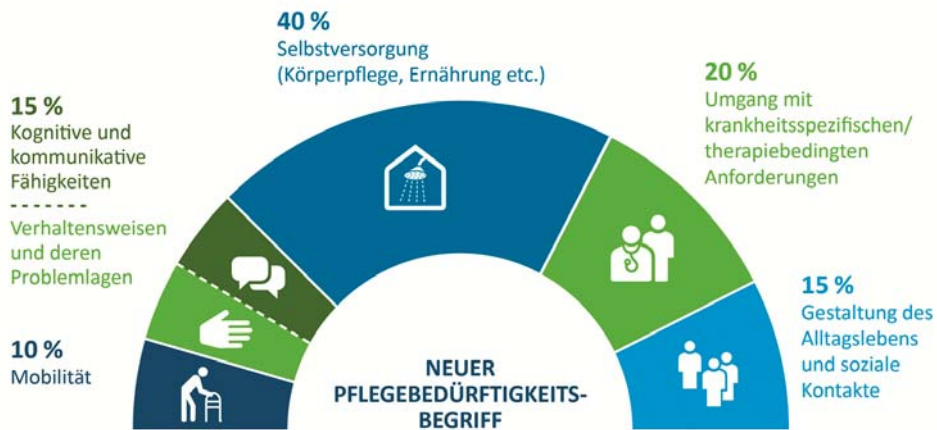 40 %
Selbstversorgung
(Körperpflege, Ernährung etc.)
20 %
Umgang mit
krankheitsspezifischen/
therapiebedingten
Anforderungen
15 %
Kognitive und
kommunikative
Fähigkeiten
Verhaltensweisen
und deren
Problemlagen
15 %
Gestaltung des
Alltagslebens
und soziale
Kontakte
10 %
Mobilität
NEUER
PFLEGEBEDÜRFTIGKEITS-
BEGRIFF